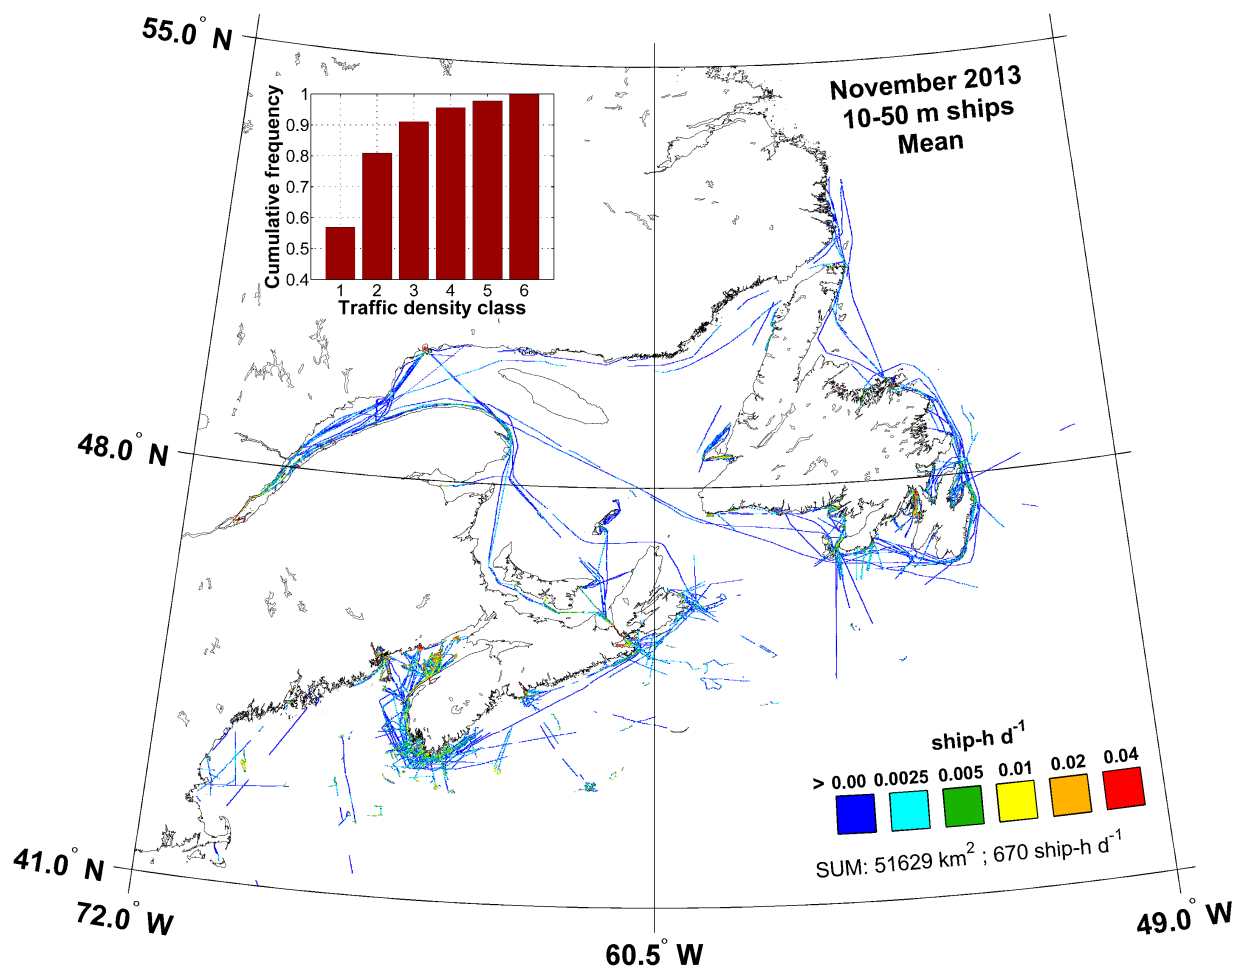 55.0° N
November 2013
10-50 m ships
Mean
Cumulative frequency
1
0.9
0.8
0.7
0.6
0.5
0.4
1 2 3 4 5 6
Traffic density class
48.0° N
ship-h d⁻¹
> 0.00 0.0025 0.005 0.01 0.02 0.04
SUM: 51629 km² ; 670 ship-h d⁻¹
41.0° N
72.0° W
60.5° W
49.0° W